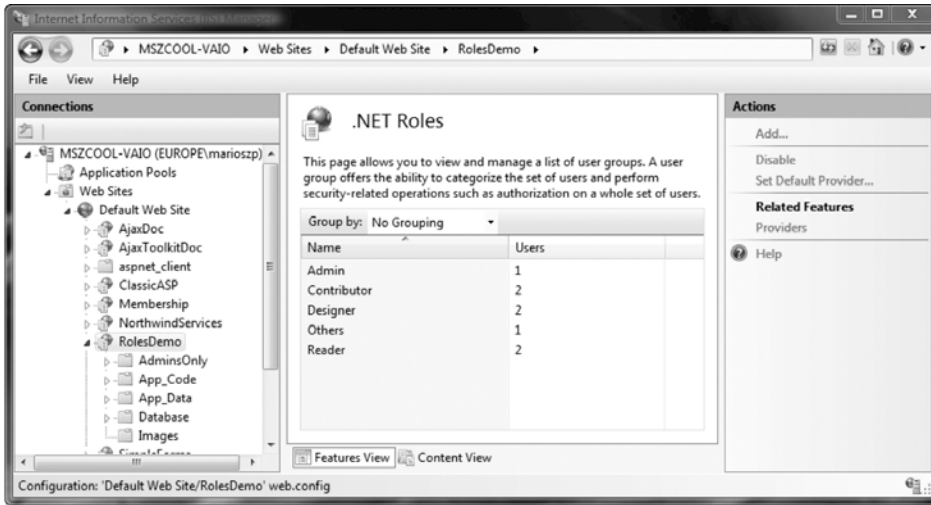 Internet Information Services (IIS) Manager
MSZCOOL-VAIO Web Sites Default Web Site RolesDemo
File View Help
Connections
MSZCOOL-VAIO (EUROPE\marioszp)
Application Pools
Web Sites
Default Web Site
AjaxDoc
AjaxToolkitDoc
aspnet_client
ClassicASP
Membership
NorthwindServices
RolesDemo
AdminsOnly
App_Code
App_Data
Database
Images
.NET Roles
This page allows you to view and manage a list of user groups. A user
group offers the ability to categorize the set of users and perform
security-related operations such as authorization on a whole set of users.
Group by: No Grouping
Name Users
Admin 1
Contributor 2
Designer 2
Others 1
Reader 2
Features View Content View
Actions
Add...
Disable
Set Default Provider...
Related Features
Providers
Help
Configuration: 'Default Web Site/RolesDemo' web.config